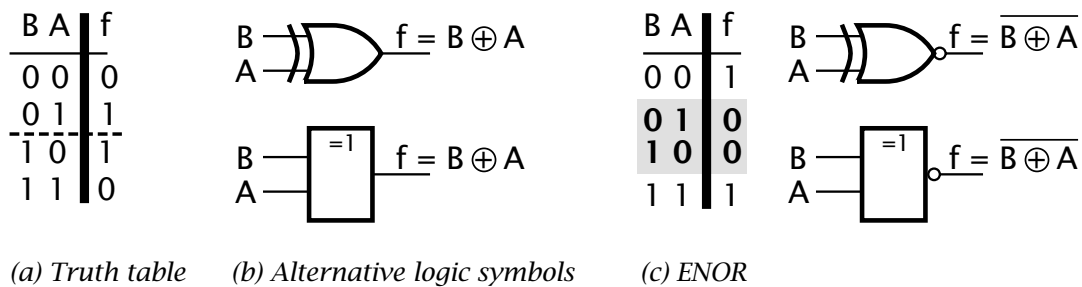 B A f
0 0 0
0 1 1
1 0 1
1 1 0
B
A
f = B ⊕ A
B
A
=1
f = B ⊕ A
B A f
0 0 1
0 1 0
1 0 0
1 1 1
B
A
f = B ⊕ A
B
A
=1
f = B ⊕ A
(a) Truth table
(b) Alternative logic symbols
(c) ENOR